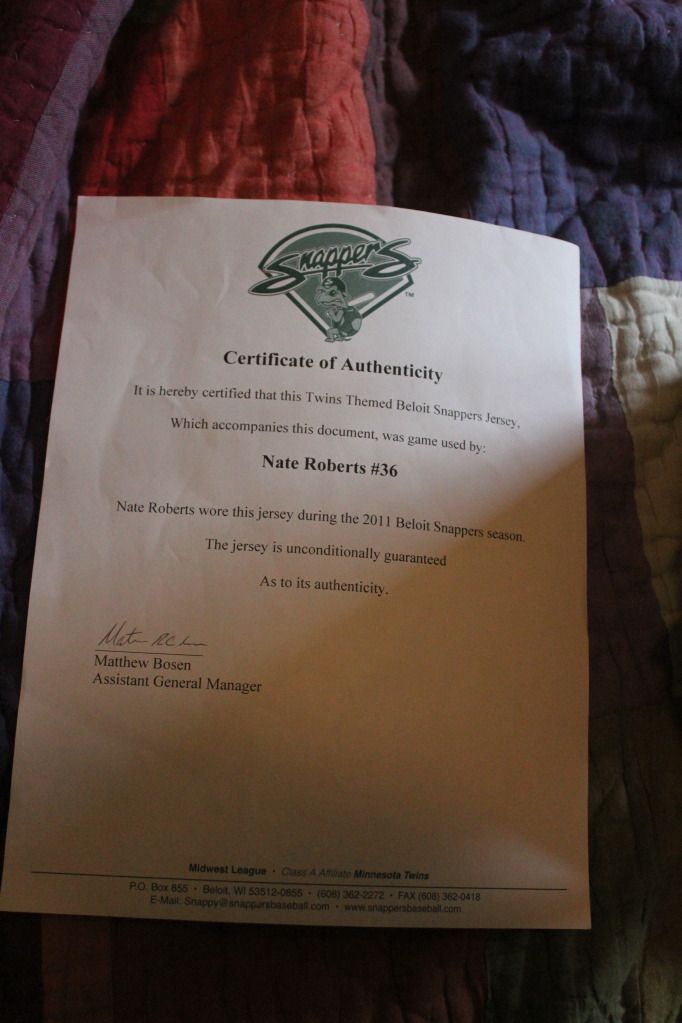 Snappers
TM
Certificate of Authenticity
It is hereby certified that this Twins Themed Beloit Snappers Jersey,
Which accompanies this document, was game used by:
Nate Roberts #36
Nate Roberts wore this jersey during the 2011 Beloit Snappers season.
The jersey is unconditionally guaranteed
As to its authenticity.
Matthew Bosen
Assistant General Manager
Midwest League • Class A Affiliate Minnesota Twins
P.O. Box 855 • Beloit, WI 53512-0855 • (608) 362-2272 • FAX (608) 362-0418
E-Mail: Snappy@snappersbaseball.com • www.snappersbaseball.com